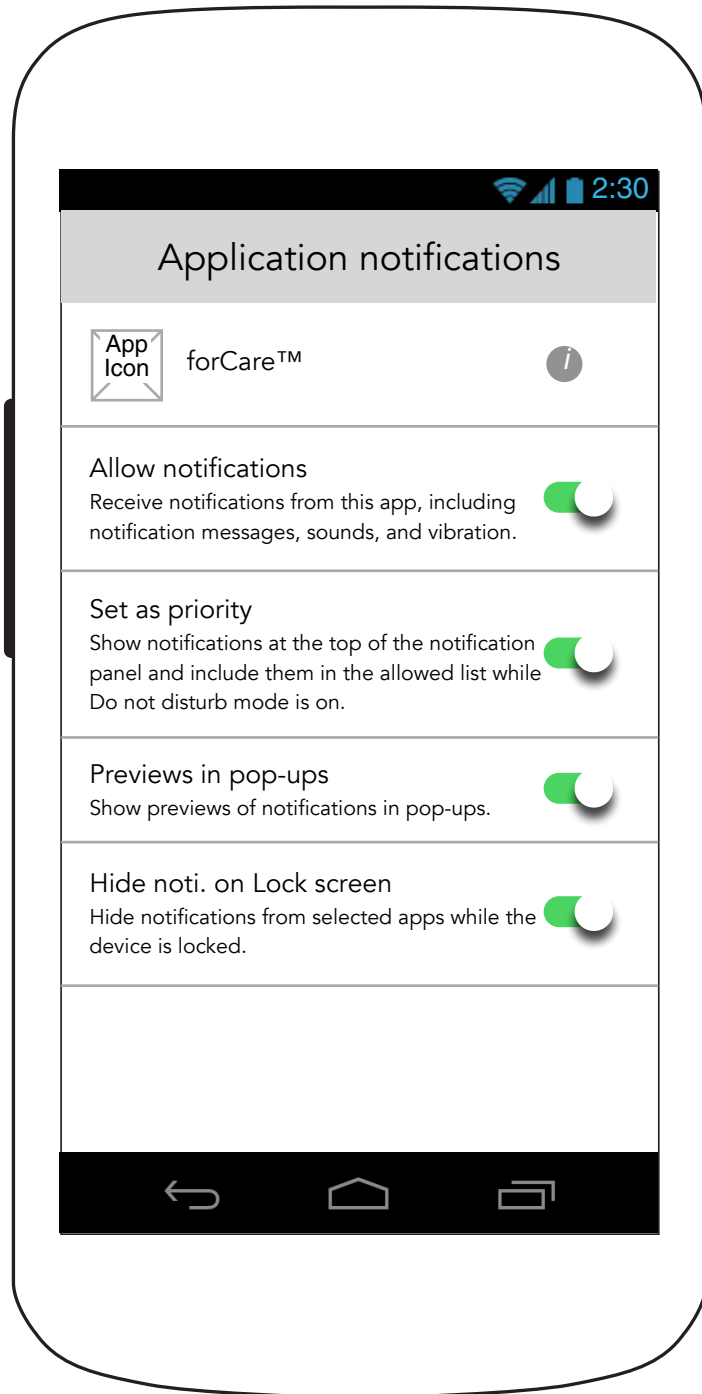 2:30
Application notifications
App
Icon
forCare™
i
Allow notifications
Receive notifications from this app, including
notification messages, sounds, and vibration.
Set as priority
Show notifications at the top of the notification
panel and include them in the allowed list while
Do not disturb mode is on.
Previews in pop-ups
Show previews of notifications in pop-ups.
Hide noti. on Lock screen
Hide notifications from selected apps while the
device is locked.